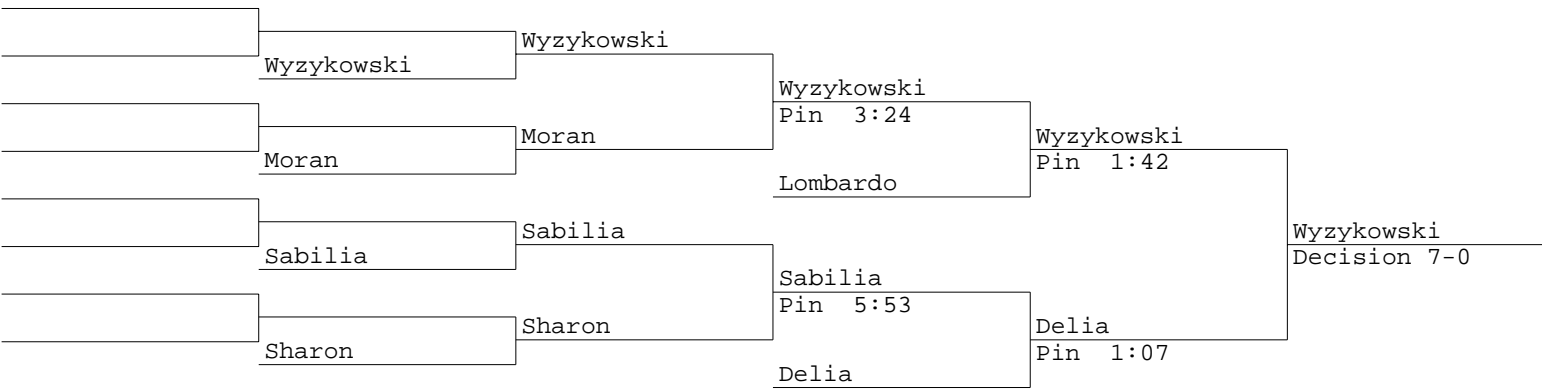 Wyzykowski
Wyzykowski
Wyzykowski
Pin 3:24
Moran
Wyzykowski
Moran
Pin 1:42
Lombardo
Sabilia
Wyzykowski
Sabilia
Decision 7-0
Sabilia
Pin 5:53
Sharon
Delia
Sharon
Pin 1:07
Delia